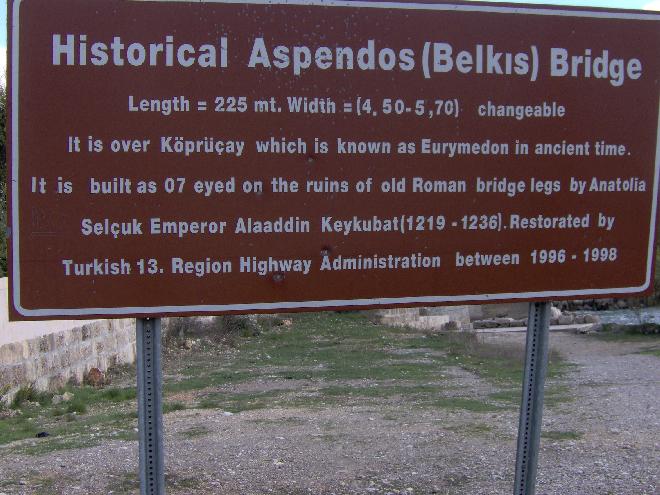 Historical Aspendos (Belkıs) Bridge
Length = 225 mt. Width = (4, 50-5,70) changeable
It is over Köprüçay which is known as Eurymedon in ancient time.
It is built as 07 eyed on the ruins of old Roman bridge legs by Anatolia
Selçuk Emperor Alaaddin Keykubat(1219 - 1236). Restorated by
Turkish 13. Region Highway Administration between 1996 - 1998